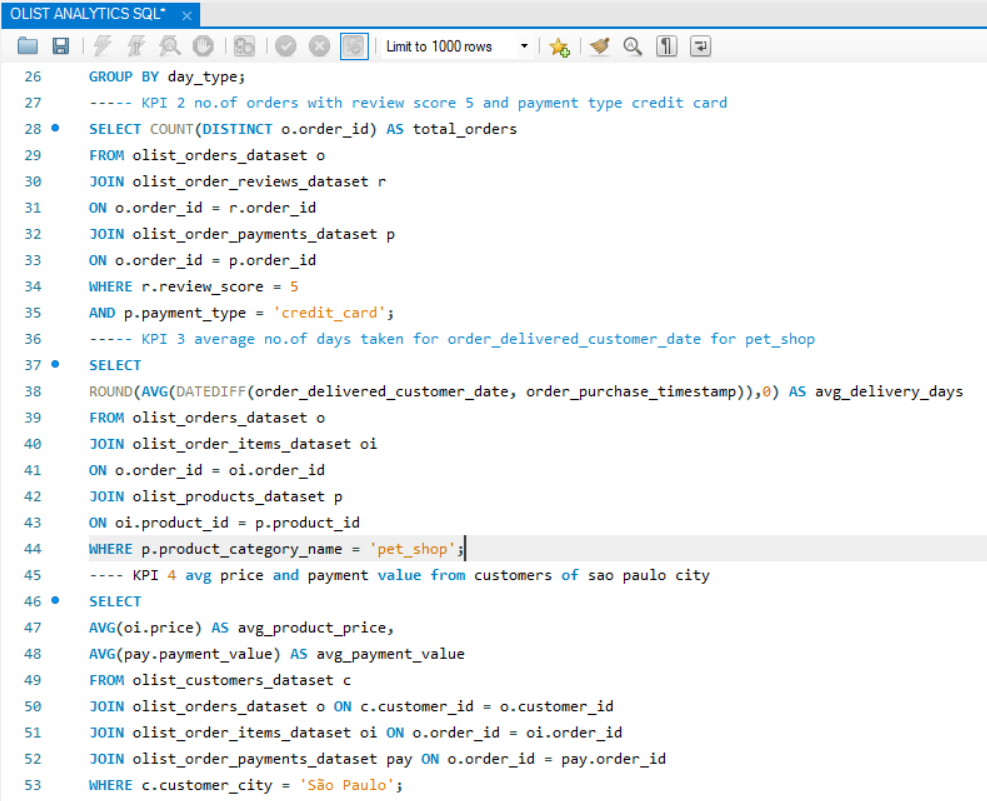 OLIST ANALYTICS SQL*
Limit to 1000 rows
26 GROUP BY day_type;
27 ----- KPI 2 no.of orders with review score 5 and payment type credit card
28 SELECT COUNT(DISTINCT o.order_id) AS total_orders
29 FROM olist_orders_dataset o
30 JOIN olist_order_reviews_dataset r
31 ON o.order_id = r.order_id
32 JOIN olist_order_payments_dataset p
33 ON o.order_id = p.order_id
34 WHERE r.review_score = 5
35 AND p.payment_type = 'credit_card';
36 ----- KPI 3 average no.of days taken for order_delivered_customer_date for pet_shop
37 SELECT
38 ROUND(AVG(DATEDIFF(order_delivered_customer_date, order_purchase_timestamp)),0) AS avg_delivery_days
39 FROM olist_orders_dataset o
40 JOIN olist_order_items_dataset oi
41 ON o.order_id = oi.order_id
42 JOIN olist_products_dataset p
43 ON oi.product_id = p.product_id
44 WHERE p.product_category_name = 'pet_shop';
45 ---- KPI 4 avg price and payment value from customers of sao paulo city
46 SELECT
47 AVG(oi.price) AS avg_product_price,
48 AVG(pay.payment_value) AS avg_payment_value
49 FROM olist_customers_dataset c
50 JOIN olist_orders_dataset o ON c.customer_id = o.customer_id
51 JOIN olist_order_items_dataset oi ON o.order_id = oi.order_id
52 JOIN olist_order_payments_dataset pay ON o.order_id = pay.order_id
53 WHERE c.customer_city = 'São Paulo';